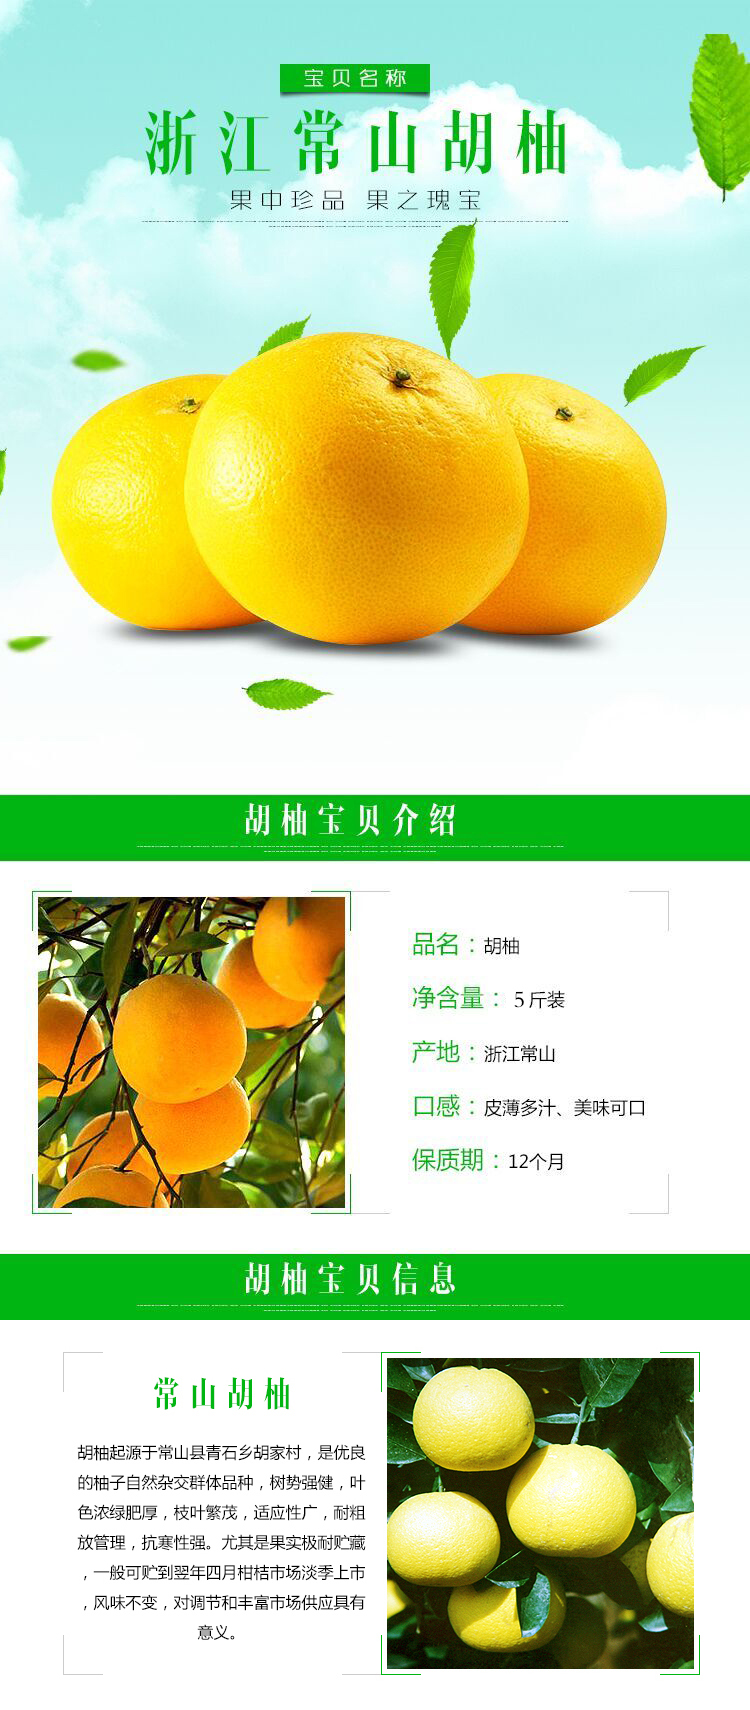 宝贝名称
浙江常山胡柚
果中珍品 果之瑰宝
胡柚宝贝介绍
品名：胡柚
净含量：5斤装
产地：浙江常山
口感：皮薄多汁、美味可口
保质期：12个月
胡柚宝贝信息
常山胡柚
胡柚起源于常山县青石乡胡家村，是优良
的柚子自然杂交群体品种，树势强健，叶
色浓绿肥厚，枝叶繁茂，适应性广，耐粗
放管理，抗寒性强。尤其是果实极耐贮藏
，一般可贮到翌年四月柑桔市场淡季上市
，风味不变，对调节和丰富市场供应具有
意义。